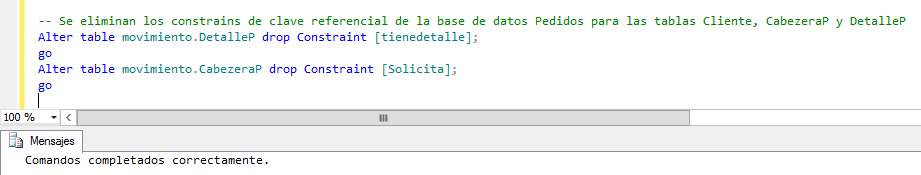 -- Se eliminan los constrains de clave referencial de la base de datos Pedidos para las tablas Cliente, CabezeraP y DetalleP
Alter table movimiento.DetalleP drop Constraint [tienedetalle];
go
Alter table movimiento.CabezeraP drop Constraint [Solicita];
go
100 %
Mensajes
Comandos completados correctamente.